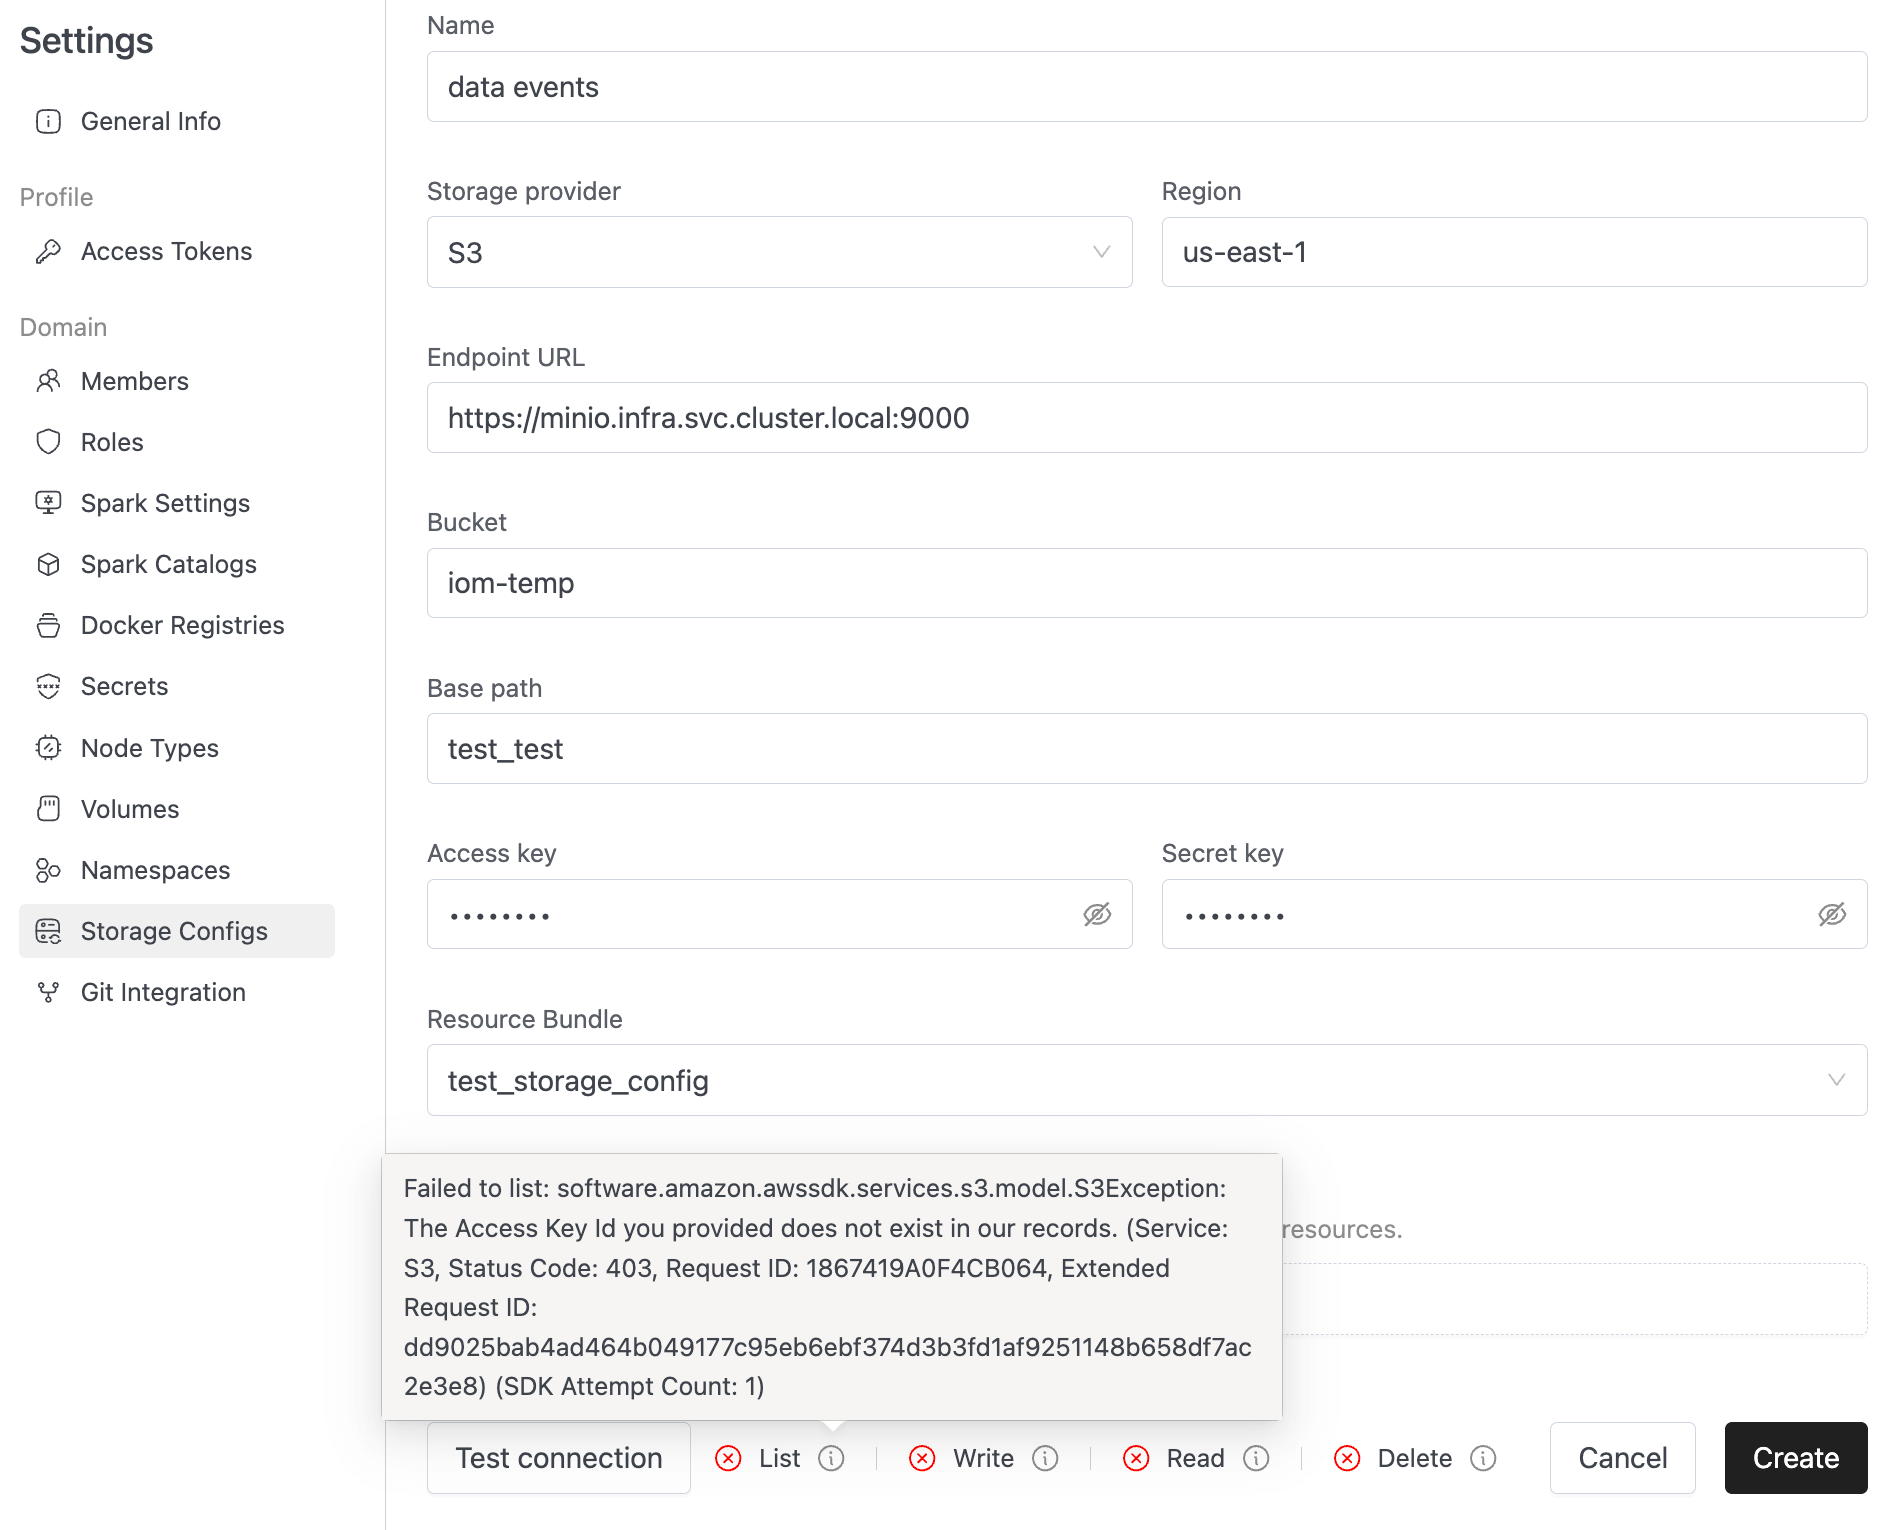 Settings
General Info
Profile
Access Tokens
Domain
Members
Roles
Spark Settings
Spark Catalogs
Docker Registries
Secrets
Node Types
Volumes
Namespaces
Storage Configs
Git Integration
Name
data events
Storage provider
Region
S3
us-east-1
Endpoint URL
https://minio.infra.svc.cluster.local:9000
Bucket
iom-temp
Base path
test_test
Access key
Secret key
••••••••
••••••••
Resource Bundle
test_storage_config
Failed to list: software.amazon.awssdk.services.s3.model.S3Exception:
The Access Key Id you provided does not exist in our records. (Service:
S3, Status Code: 403, Request ID: 1867419A0F4CB064, Extended
Request ID:
dd9025bab4ad464b049177c95eb6ebf374d3b3fd1af9251148b658df7ac
2e3e8) (SDK Attempt Count: 1)
resources.
Test connection
List
Write
Read
Delete
Cancel
Create